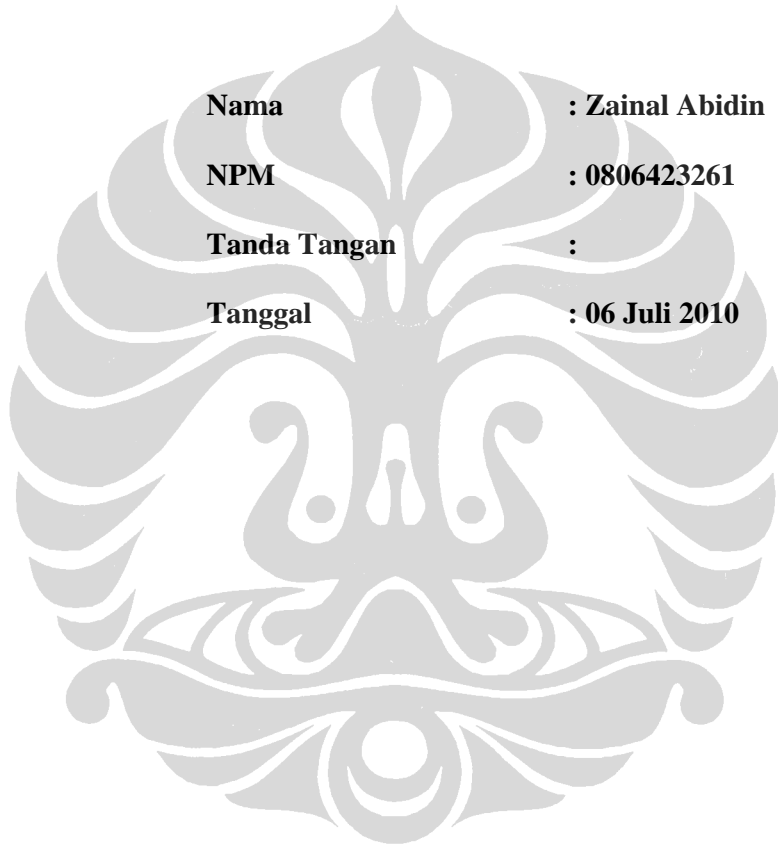 Nama : Zainal Abidin
NPM : 0806423261
Tanda Tangan :
Tanggal : 06 Juli 2010